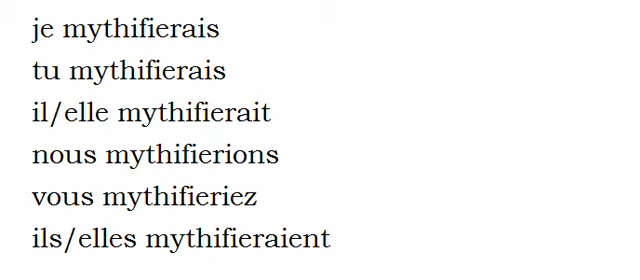 je mythifierais
tu mythifierais
il/elle mythifierait
nous mythifierions
vous mythifieriez
ils/elles mythifieraient